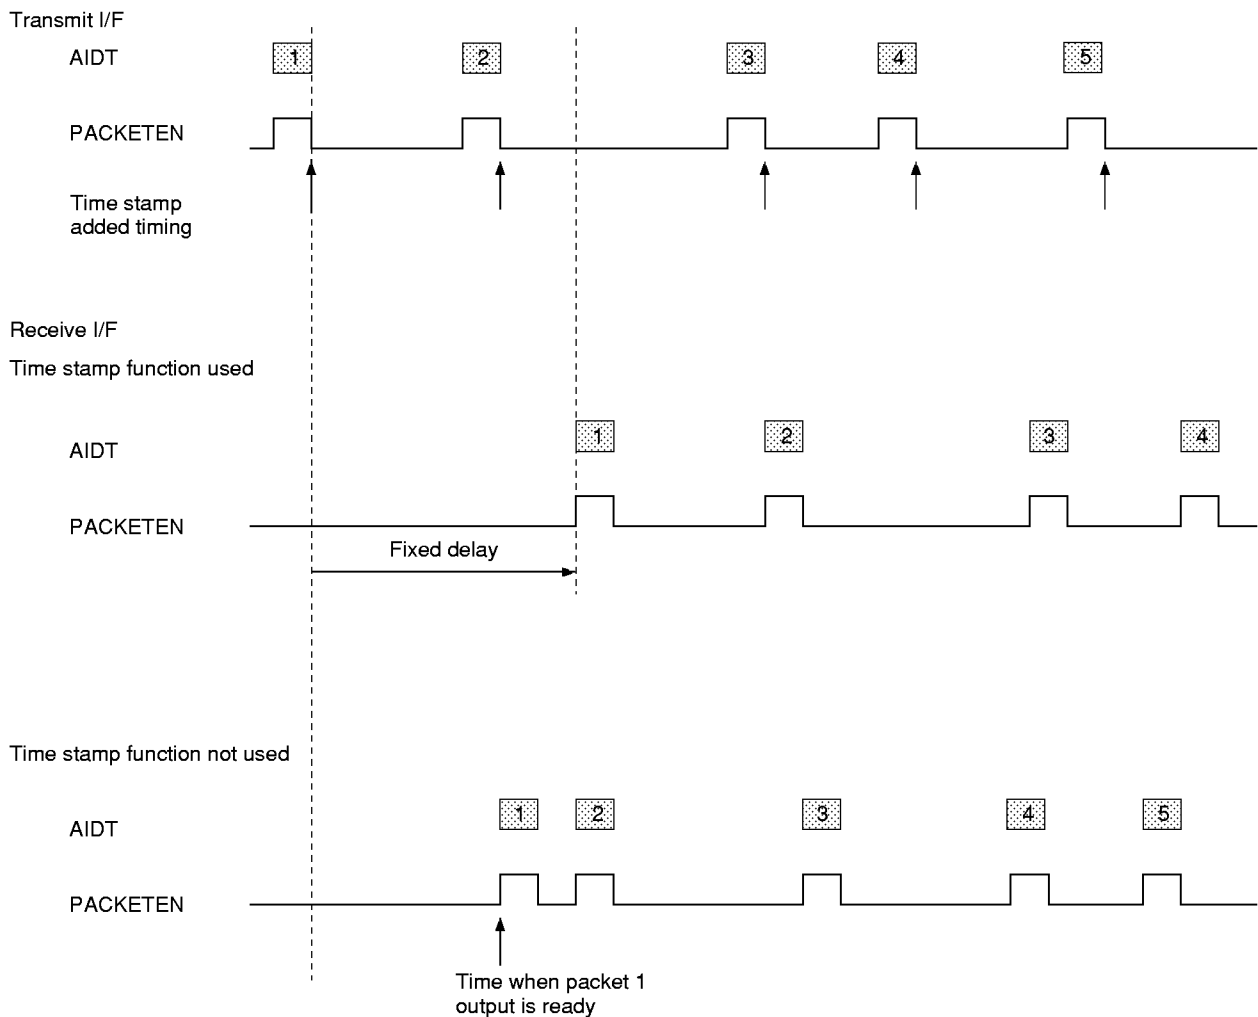 Transmit I/F
AIDT
1 2 3 4 5
PACKETEN
Time stamp
added timing
Receive I/F
Time stamp function used
AIDT
1 2 3 4
PACKETEN
Fixed delay
Time stamp function not used
AIDT
1 2 3 4 5
PACKETEN
Time when packet 1
output is ready